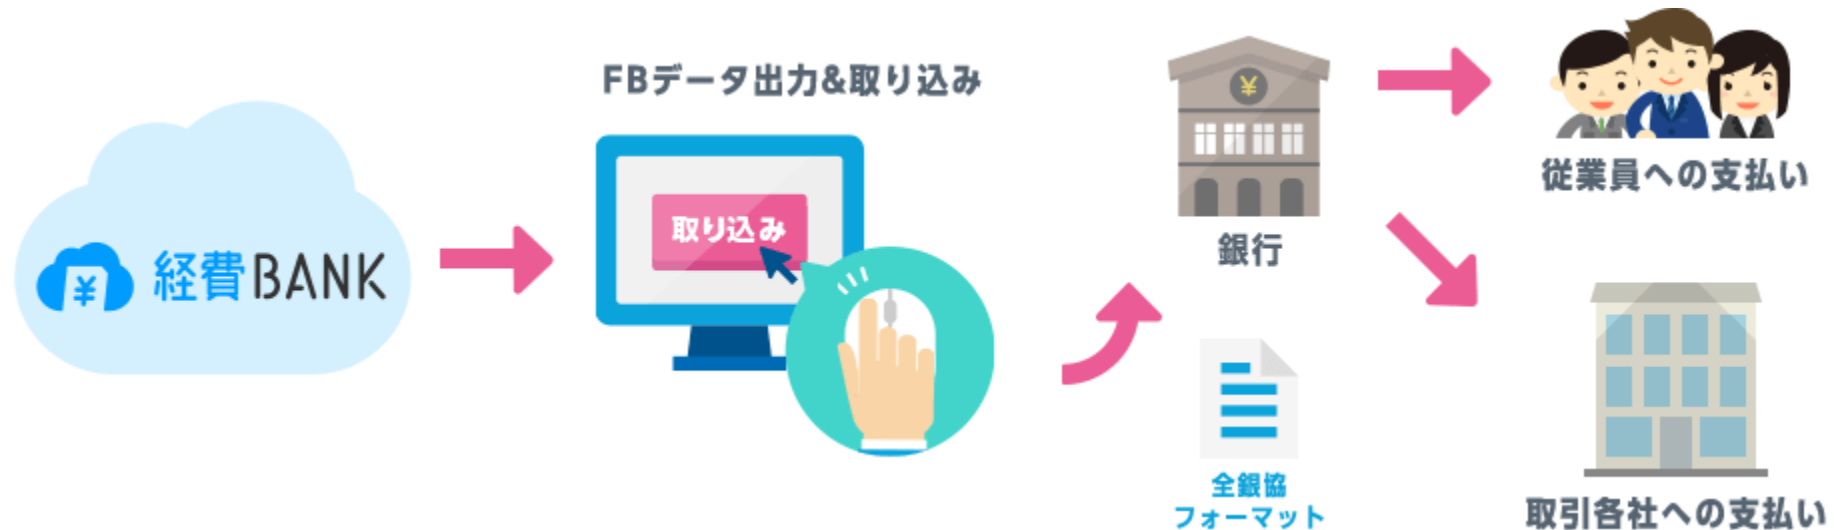 経費BANK
FBデータ出力&取り込み
取り込み
銀行
全銀協
フォーマット
従業員への支払い
取引各社への支払い